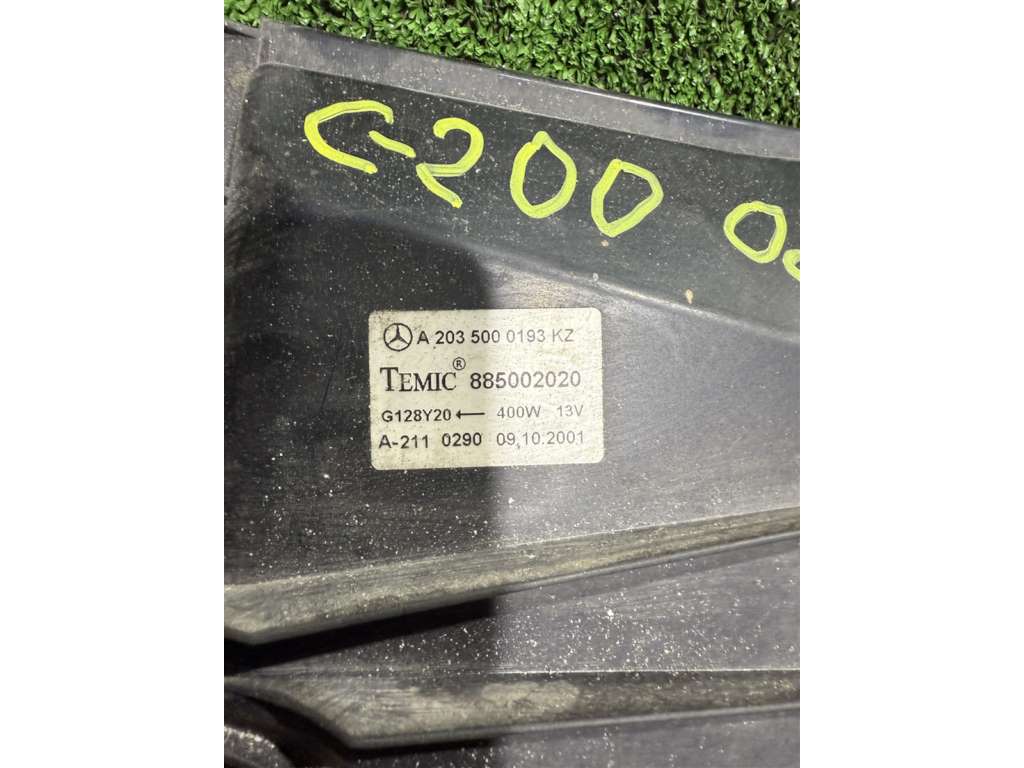 C-200
A 203 500 0193 KZ
TEMIC® 885002020
G128Y20 ← 400W 13V
A-211 0290 09,10.2001